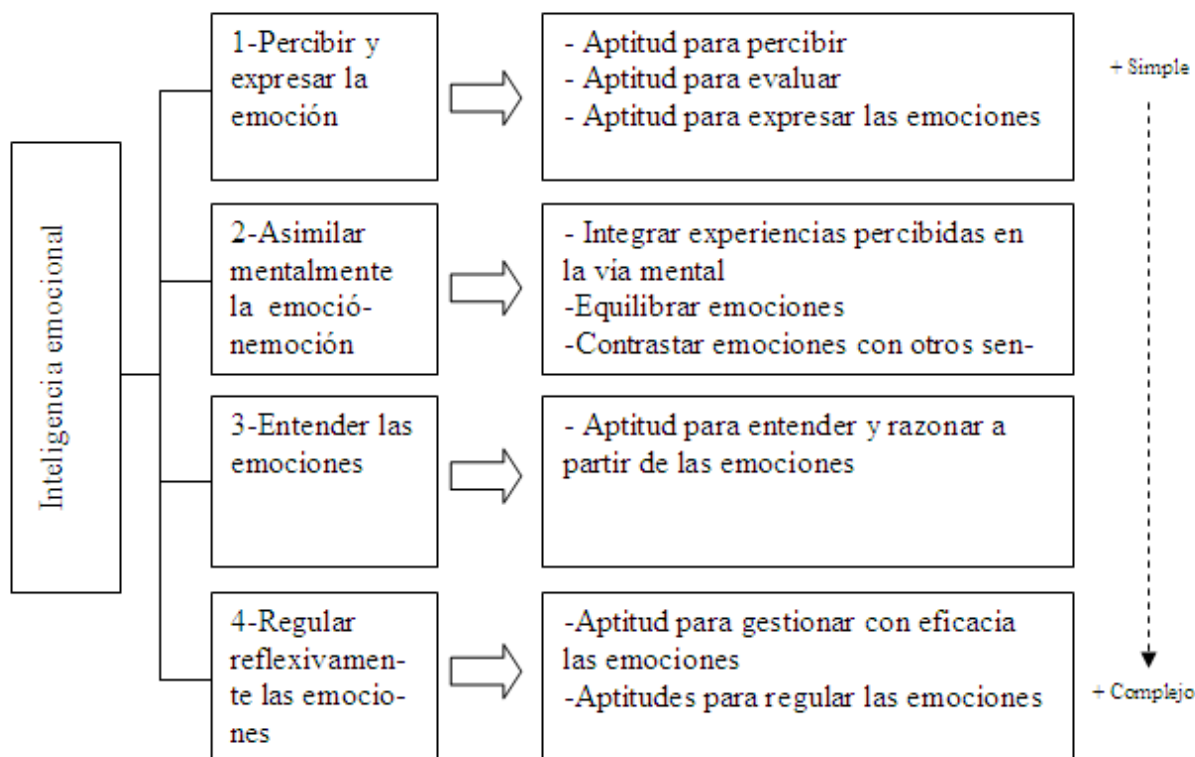 Inteligencia emocional
1-Percibir y
expresar la
emoción
- Aptitud para percibir
- Aptitud para evaluar
- Aptitud para expresar las emociones
+ Simple
2-Asimilar
mentalmente
la emoció-
nemoción
- Integrar experiencias percibidas en
la vía mental
-Equilibrar emociones
-Contrastar emociones con otros sen-
3-Entender las
emociones
- Aptitud para entender y razonar a
partir de las emociones
4-Regular
reflexivamen-
te las emocio-
nes
-Aptitud para gestionar con eficacia
las emociones
-Aptitudes para regular las emociones
+ Complejo